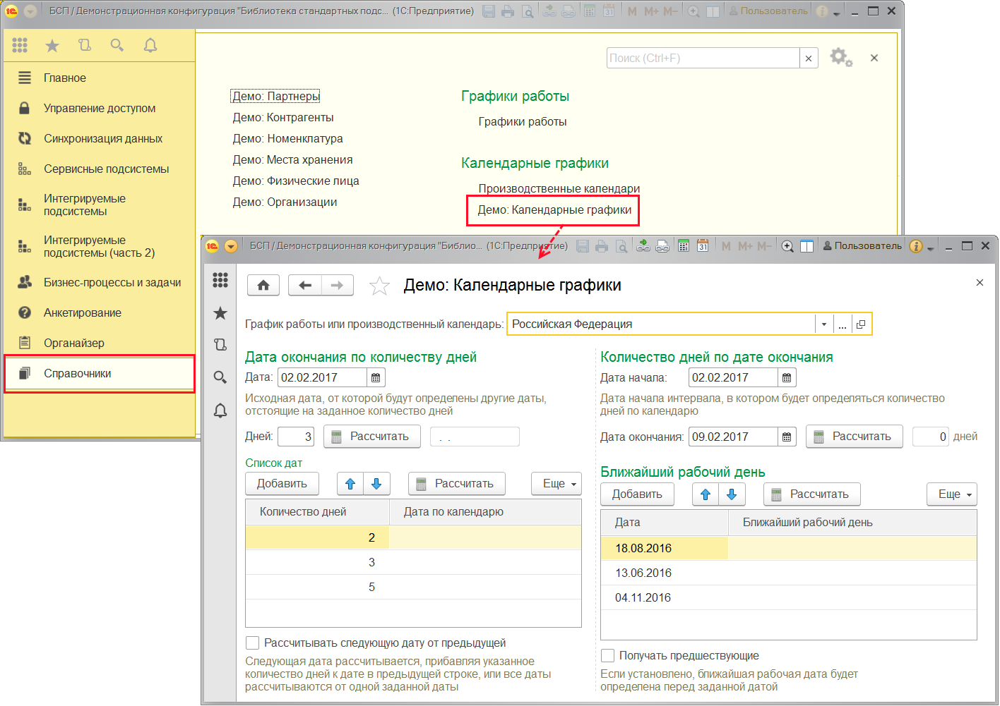 БСП / Демонстрационная конфигурация "Библиотека стандартных подс... (1С:Предприятие)
M M+ M−
Пользователь
Поиск (Ctrl+F)
Главное
Управление доступом
Синхронизация данных
Сервисные подсистемы
Интегрируемые
подсистемы
Интегрируемые
подсистемы (часть 2)
Бизнес-процессы и задачи
Анкетирование
Органайзер
Справочники
Демо: Партнеры
Демо: Контрагенты
Демо: Номенклатура
Демо: Места хранения
Демо: Физические лица
Демо: Организации
Графики работы
Графики работы
Календарные графики
Производственные календари
Демо: Календарные графики
БСП / Демонстрационная конфигурация "Библио... (1С:Предприятие)
M M+ M−
Пользователь
Демо: Календарные графики
График работы или производственный календарь: Российская Федерация
...
Дата окончания по количеству дней
Дата: 02.02.2017
Исходная дата, от которой будут определены другие даты,
отстоящие на заданное количество дней
Дней: 3 Рассчитать . .
Список дат
Добавить Рассчитать Еще
Количество дней Дата по календарю
2
3
5
Рассчитывать следующую дату от предыдущей
Следующая дата рассчитывается, прибавляя указанное
количество дней к дате в предыдущей строке, или все даты
рассчитываются от одной заданной даты
Количество дней по дате окончания
Дата начала: 02.02.2017
Дата начала интервала, в котором будет определяться количество
дней по календарю
Дата окончания: 09.02.2017 Рассчитать 0 дней
Ближайший рабочий день
Добавить Рассчитать Еще
Дата Ближайший рабочий день
18.08.2016
13.06.2016
04.11.2016
Получать предшествующие
Если установлено, ближайшая рабочая дата будет
определена перед заданной датой